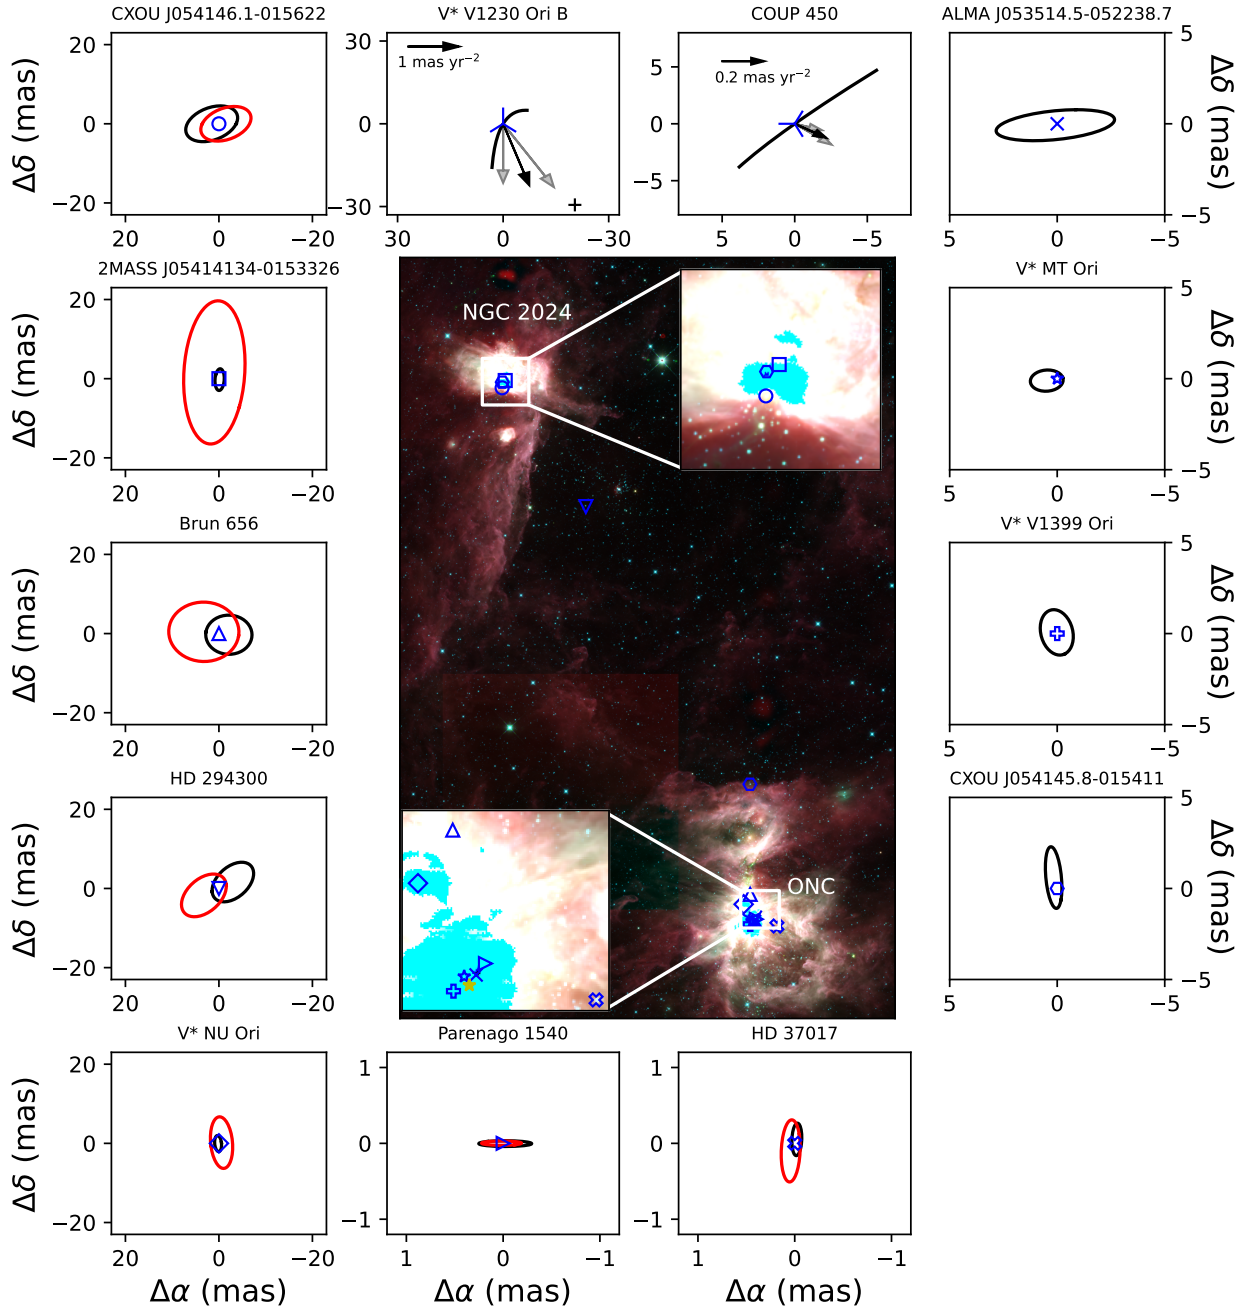 CXOU J054146.1-015622
V* V1230 Ori B
COUP 450
ALMA J053514.5-052238.7
20
0
−20
Δδ (mas)
20
0
−20
30
0
−30
1 mas yr⁻²
30
0
−30
5
0
−5
0.2 mas yr⁻²
5
0
−5
5
0
−5
Δδ (mas)
5
0
−5
2MASS J05414134-0153326
V* MT Ori
20
0
−20
Δδ (mas)
20
0
−20
NGC 2024
5
0
−5
Δδ (mas)
5
0
−5
Brun 656
V* V1399 Ori
20
0
−20
Δδ (mas)
20
0
−20
5
0
−5
Δδ (mas)
5
0
−5
HD 294300
CXOU J054145.8-015411
20
0
−20
Δδ (mas)
20
0
−20
ONC
5
0
−5
Δδ (mas)
5
0
−5
V* NU Ori
Parenago 1540
HD 37017
20
0
−20
Δδ (mas)
20
0
−20
Δα (mas)
1
0
−1
1
0
−1
Δα (mas)
1
0
−1
1
0
−1
Δα (mas)